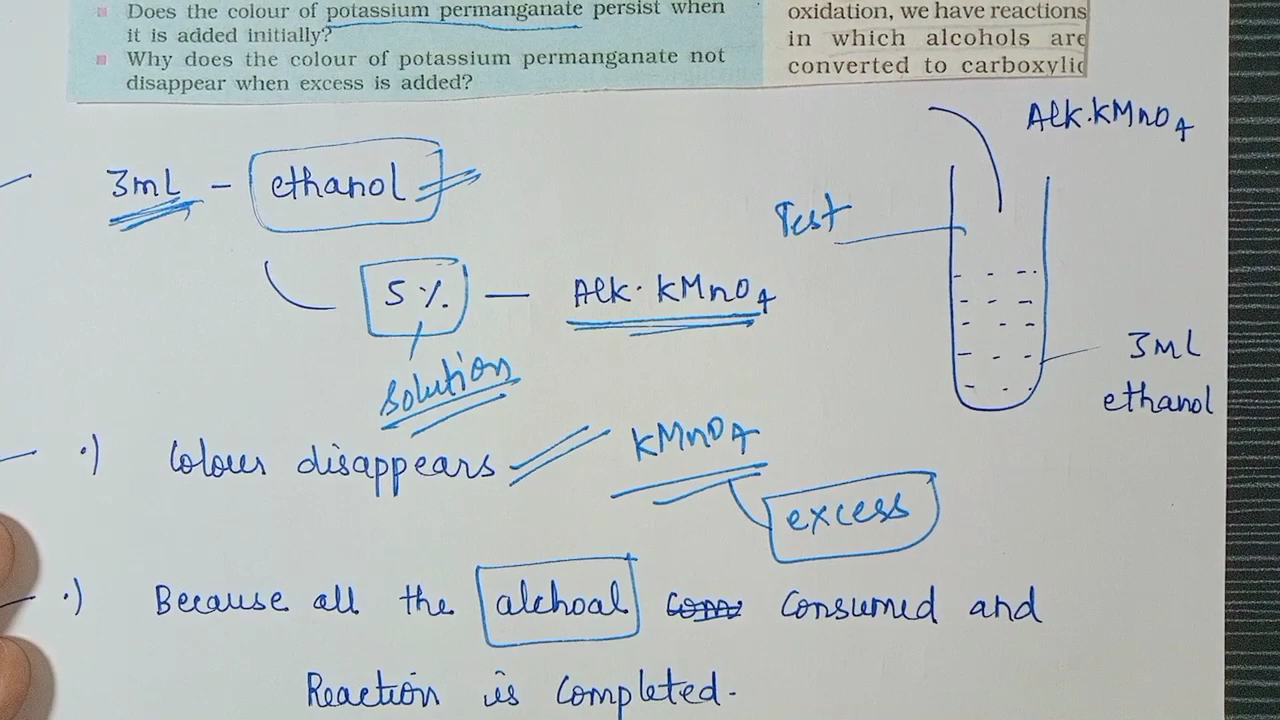 Does the colour of potassium permanganate persist when
it is added initially?
Why does the colour of potassium permanganate not
disappear when excess is added?
oxidation, we have reactions
in which alcohols are
converted to carboxylic
3mL - ethanol
5% - Alk. KMnO4
solution
Alk. KMnO4
Test
3mL
ethanol
·) Colour disappears
KMnO4
excess
·) Because all the alchoal consumed and
Reaction is completed.